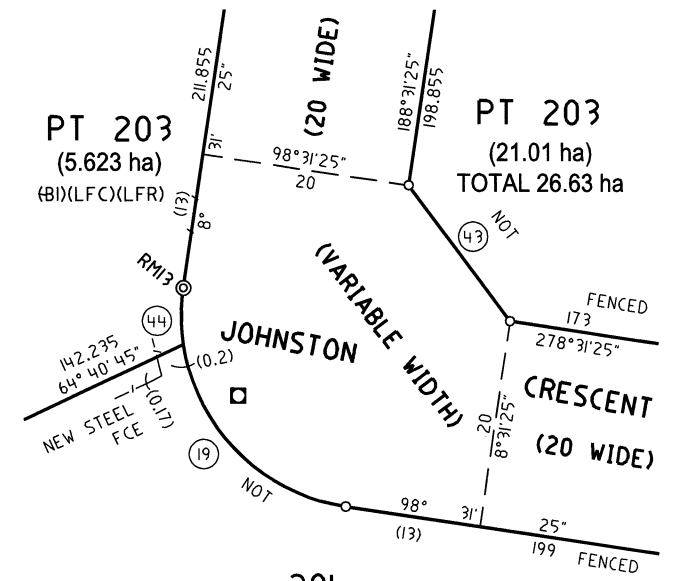 211.855
8° 31' 25"
(13)
(20 WIDE)
188°31'25"
198.855
PT 203
(5.623 ha)
(BI)(LFC)(LFR)
PT 203
(21.01 ha)
TOTAL 26.63 ha
98°31'25"
20
43
NOT
RM13
FENCED
173
278°31'25"
44
142.235
64° 40' 45"
(0.2)
(0.17)
NEW STEEL
FCE
JOHNSTON
(VARIABLE WIDTH)
CRESCENT
(20 WIDE)
20
8°31'25"
19
NOT
98° 31' 25"
(13)
199
FENCED